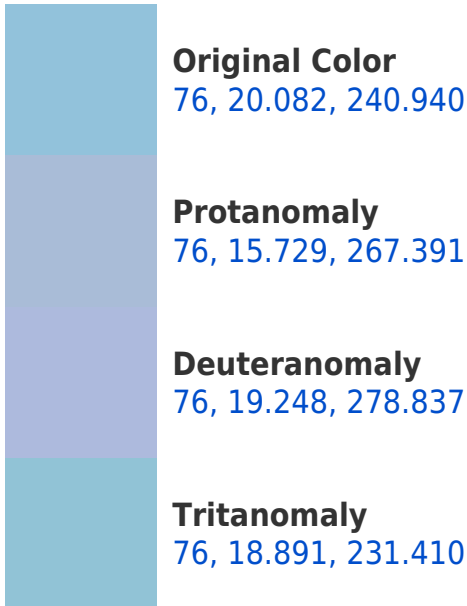 Original Color
76, 20.082, 240.940
Protanomaly
76, 15.729, 267.391
Deuteranomaly
76, 19.248, 278.837
Tritanomaly
76, 18.891, 231.410